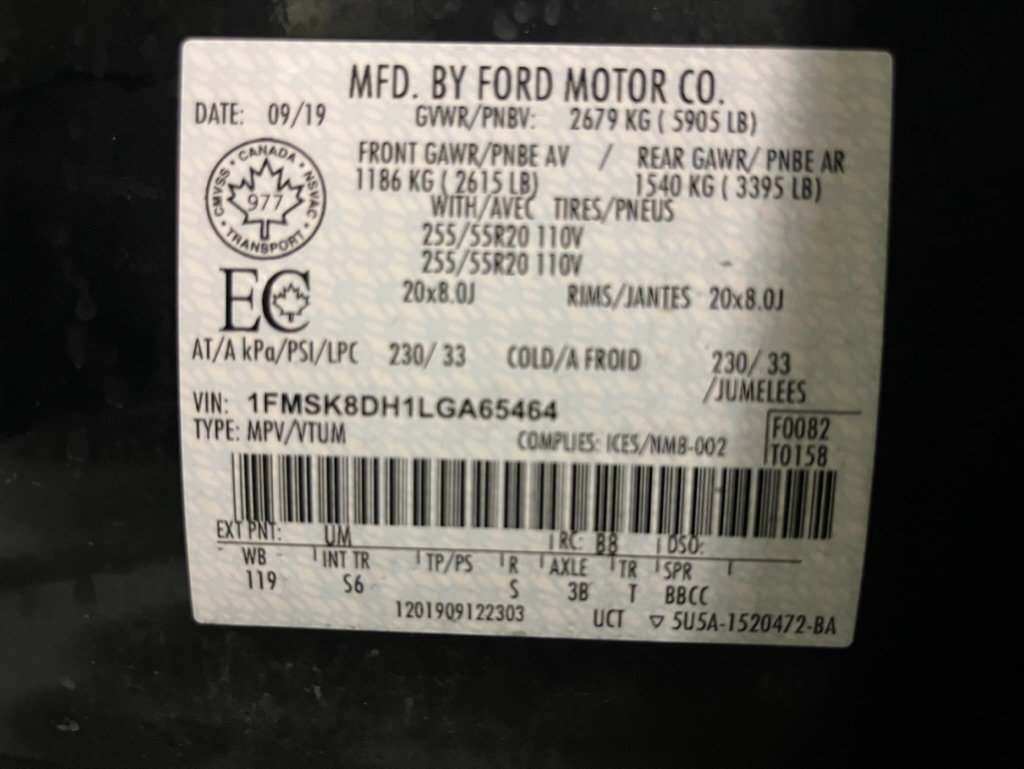 MFD. BY FORD MOTOR CO.
DATE: 09/19 GVWR/PNBV: 2679 KG ( 5905 LB)
FRONT GAWR/PNBE AV / REAR GAWR/ PNBE AR
1186 KG ( 2615 LB) 1540 KG ( 3395 LB)
WITH/AVEC TIRES/PNEUS
255/55R20 110V
255/55R20 110V
CANADA
CMVSS 977 NSVAC
TRANSPORT
EC
20x8.0J RIMS/JANTES 20x8.0J
AT/A kPa/PSI/LPC 230/ 33 COLD/A FROID 230/ 33
/JUMELEES
VIN: 1FMSK8DH1LGA65464
TYPE: MPV/VTUM COMPLIES: ICES/NMB-002
F0082
T0158
EXT PNT: UM RC: B8 DSO:
WB INT TR TP/PS R AXLE TR SPR
119 S6 S 3B T BBCC
1201909122303 UCT ▽ 5U5A-1520472-BA